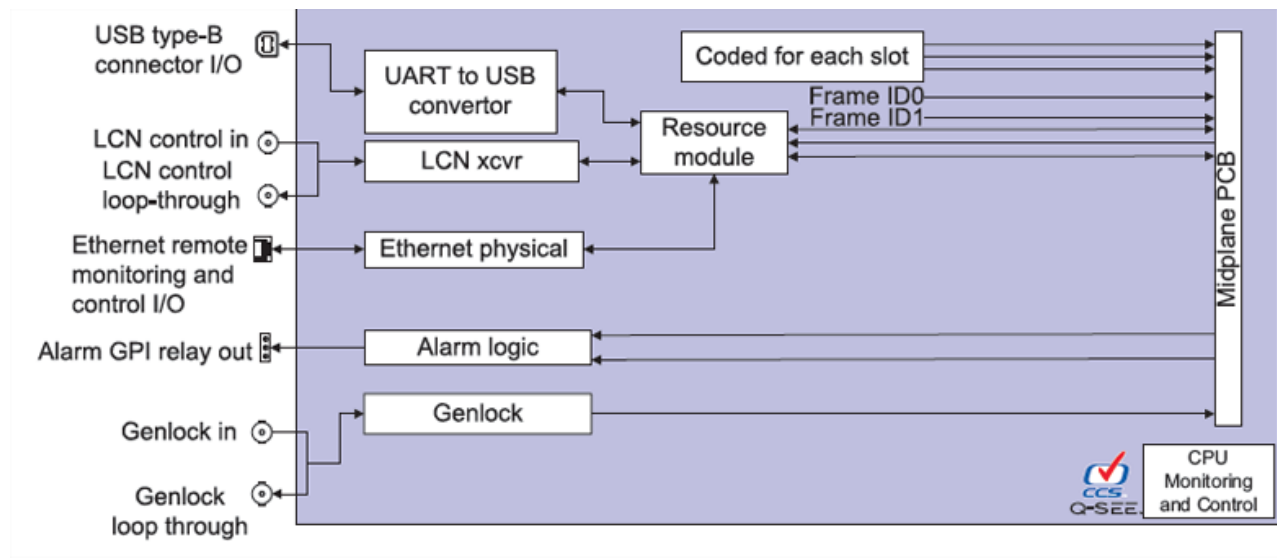 USB type-B
connector I/O
UART to USB
convertor
Coded for each slot
Frame ID0
Frame ID1
LCN control in
LCN control
loop-through
LCN xcvr
Resource
module
Ethernet remote
monitoring and
control I/O
Ethernet physical
Midplane PCB
Alarm GPI relay out
Alarm logic
Genlock in
Genlock
Genlock
loop through
CCS
Q-SEE
CPU
Monitoring
and Control